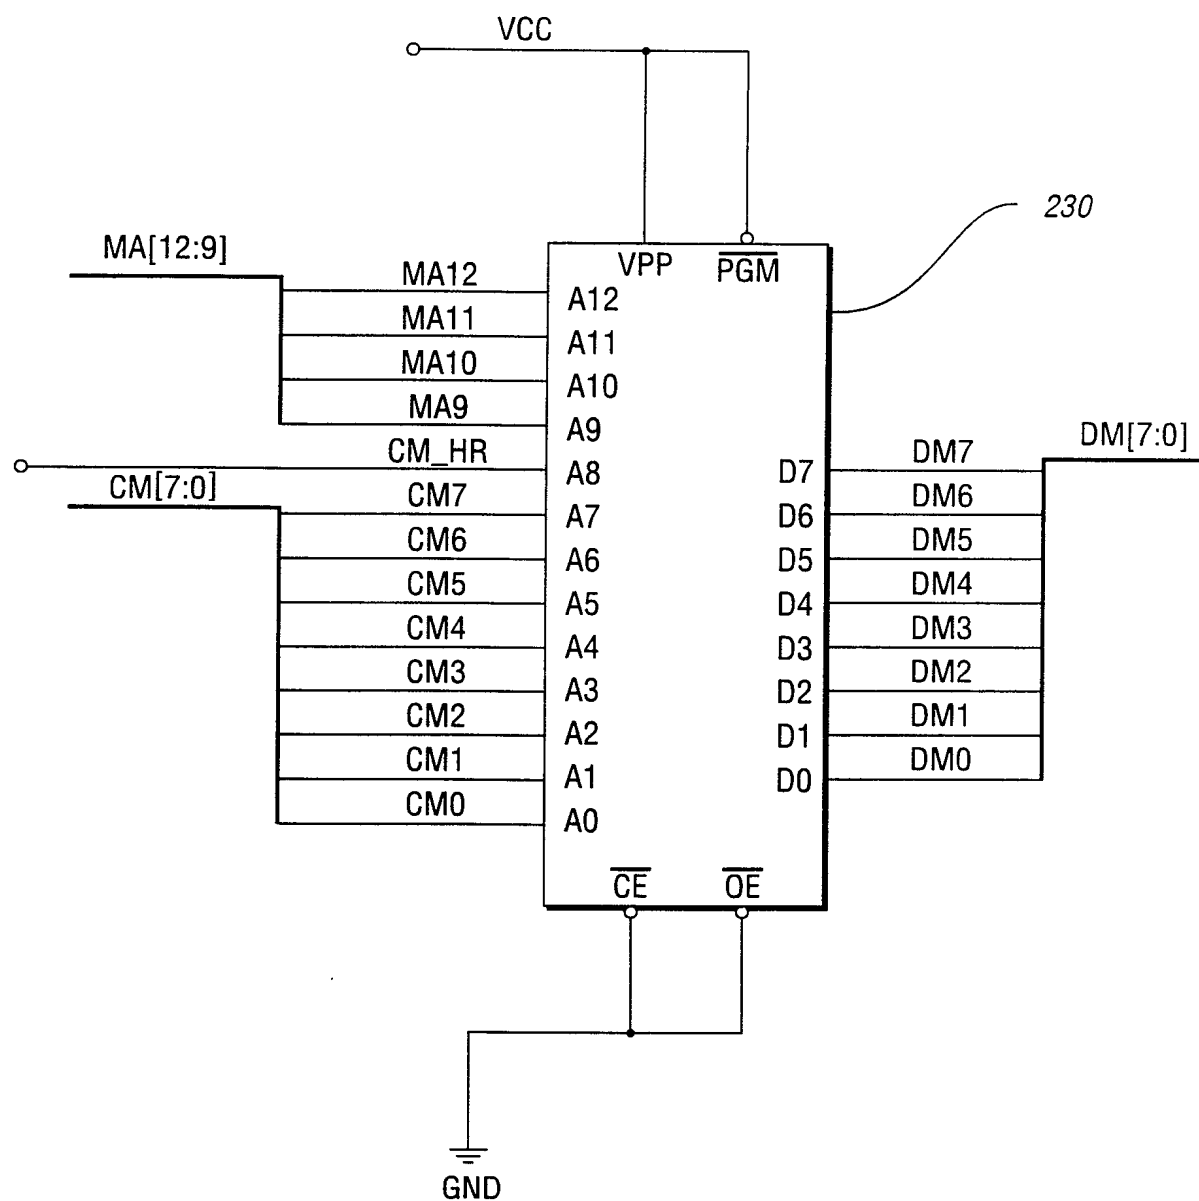 VCC
230
MA[12:9]
VPP
PGM
MA12
A12
MA11
A11
MA10
A10
MA9
A9
CM_HR
A8
D7
DM7
DM[7:0]
CM[7:0]
CM7
A7
D6
DM6
CM6
A6
D5
DM5
CM5
A5
D4
DM4
CM4
A4
D3
DM3
CM3
A3
D2
DM2
CM2
A2
D1
DM1
CM1
A1
D0
DM0
CM0
A0
CE
OE
GND